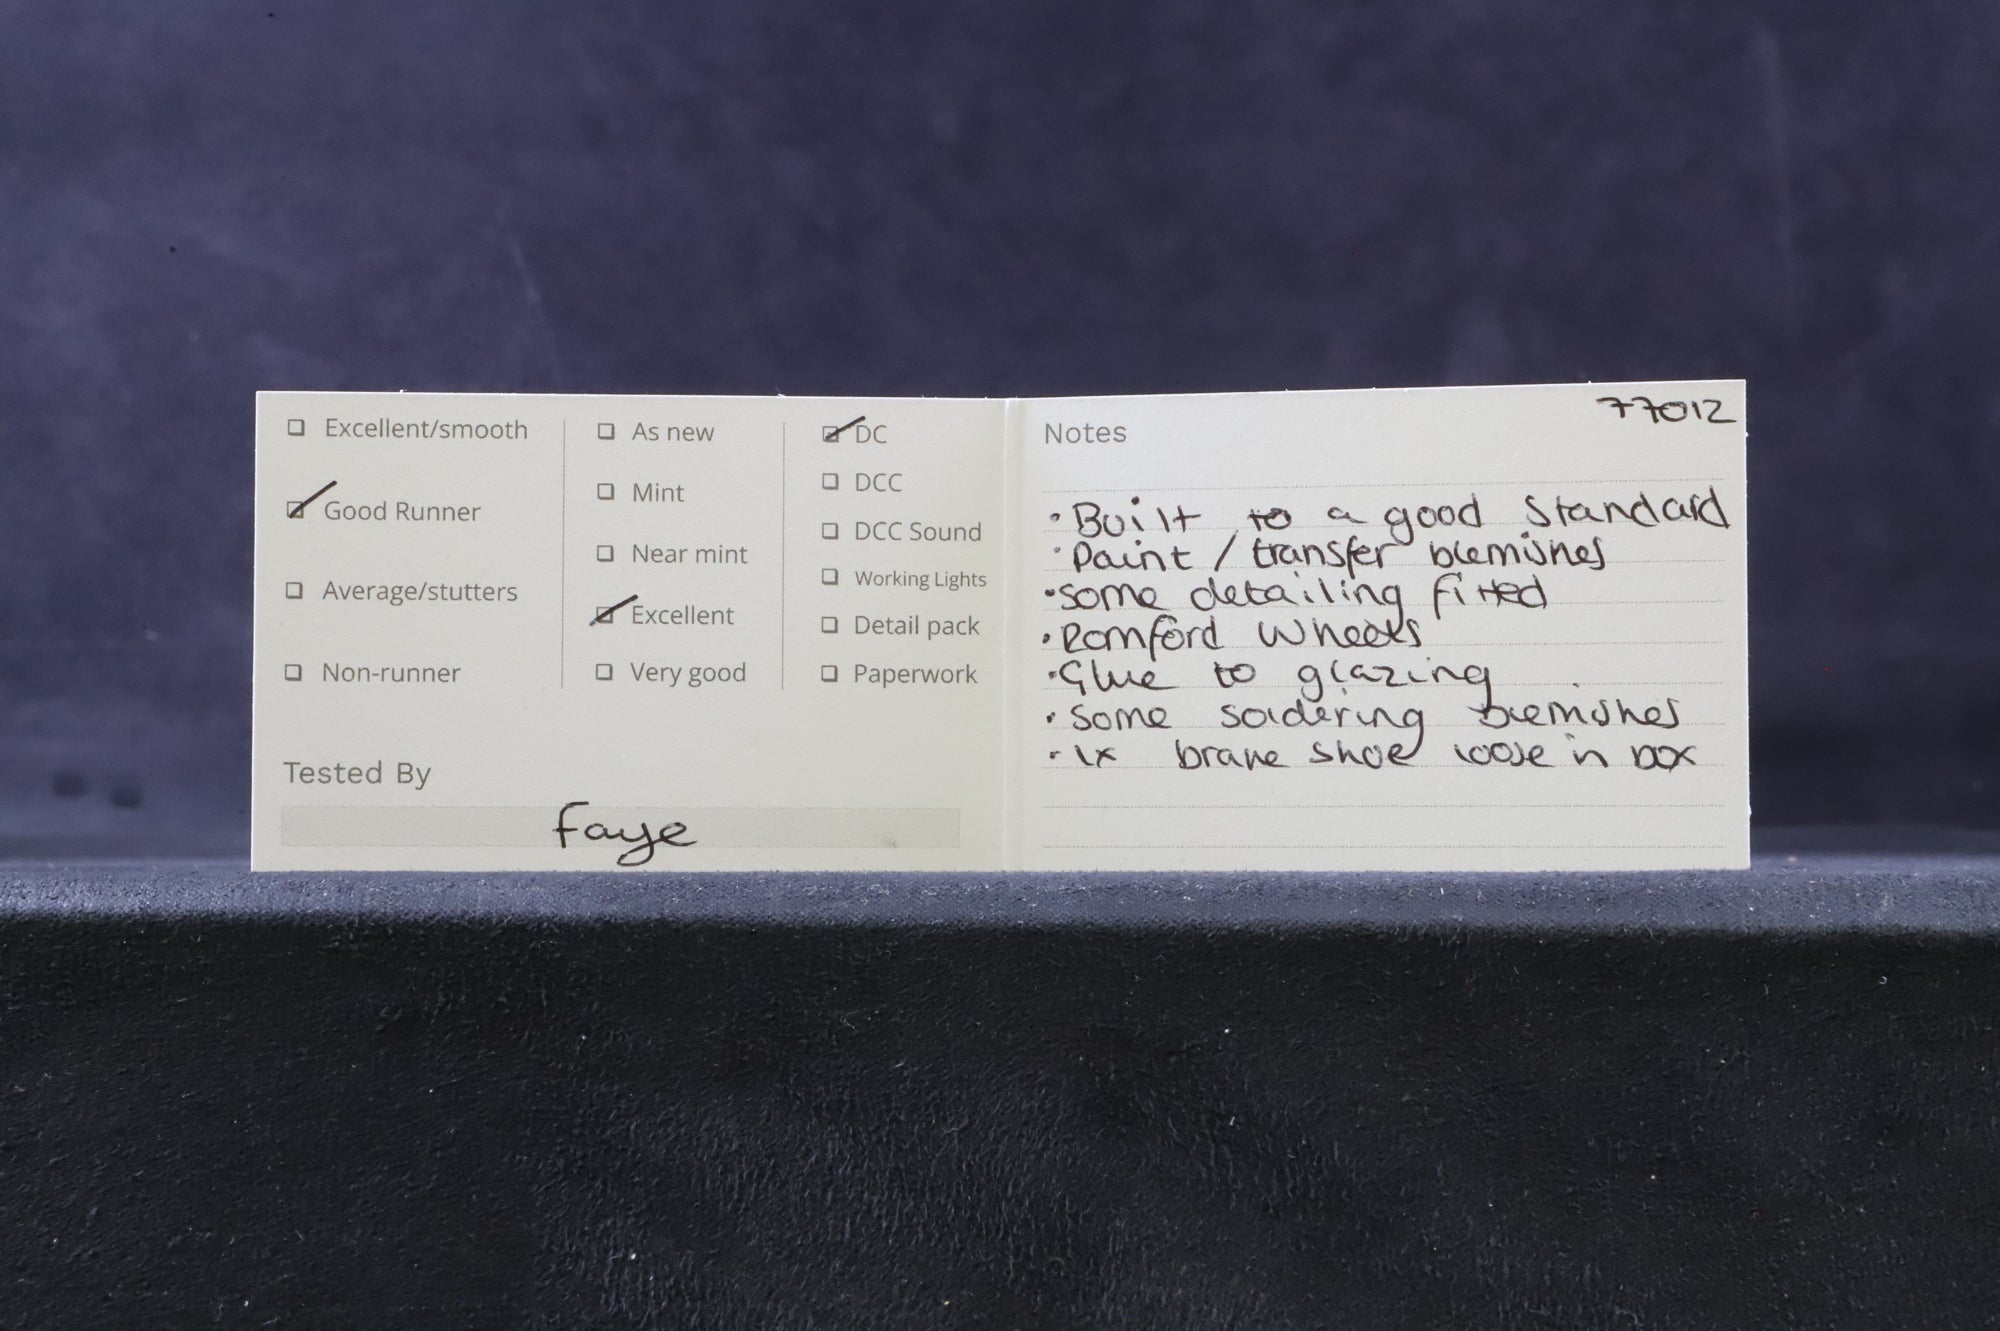 Excellent/smooth
Good Runner
Average/stutters
Non-runner
As new
Mint
Near mint
Excellent
Very good
DC
DCC
DCC Sound
Working Lights
Detail pack
Paperwork
Tested By
Faye
77012
Notes
• Built to a good standard
• Paint / transfer blemishes
• Some detailing fitted
• Romford Wheels
• Glue to glazing
• Some soldering blemishes
• 1x brake shoe loose in box